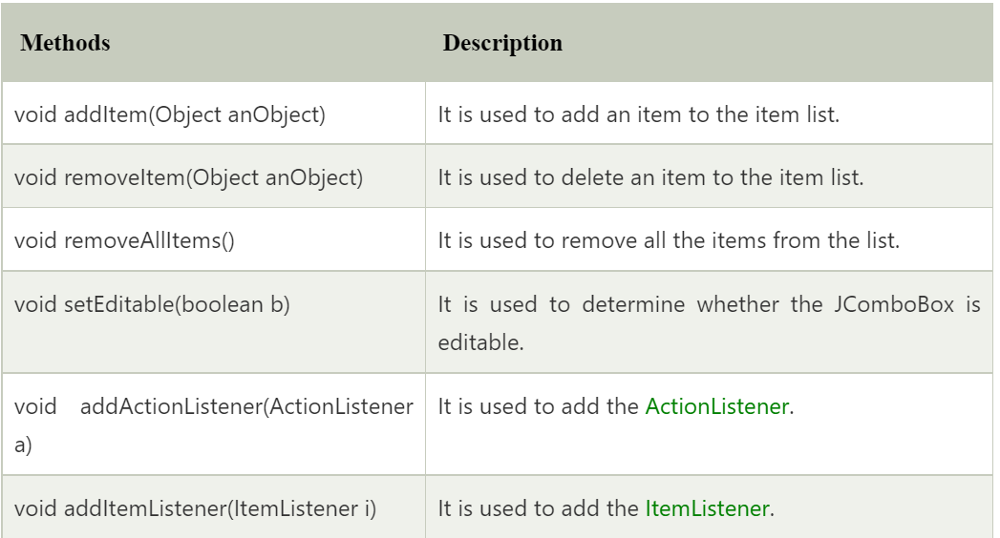 Methods Description
void addItem(Object anObject) It is used to add an item to the item list.
void removeItem(Object anObject) It is used to delete an item to the item list.
void removeAllItems() It is used to remove all the items from the list.
void setEditable(boolean b) It is used to determine whether the JComboBox is
editable.
void addActionListener(ActionListener It is used to add the ActionListener.
a)
void addItemListener(ItemListener i) It is used to add the ItemListener.